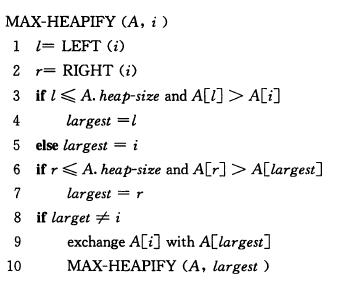 MAX-HEAPIFY (A, i)
1 l= LEFT (i)
2 r= RIGHT (i)
3 if l ⩽ A. heap-size and A[l] > A[i]
4 largest =l
5 else largest = i
6 if r ⩽ A. heap-size and A[r] > A[largest]
7 largest = r
8 if larget ≠ i
9 exchange A[i] with A[largest]
10 MAX-HEAPIFY (A, largest )